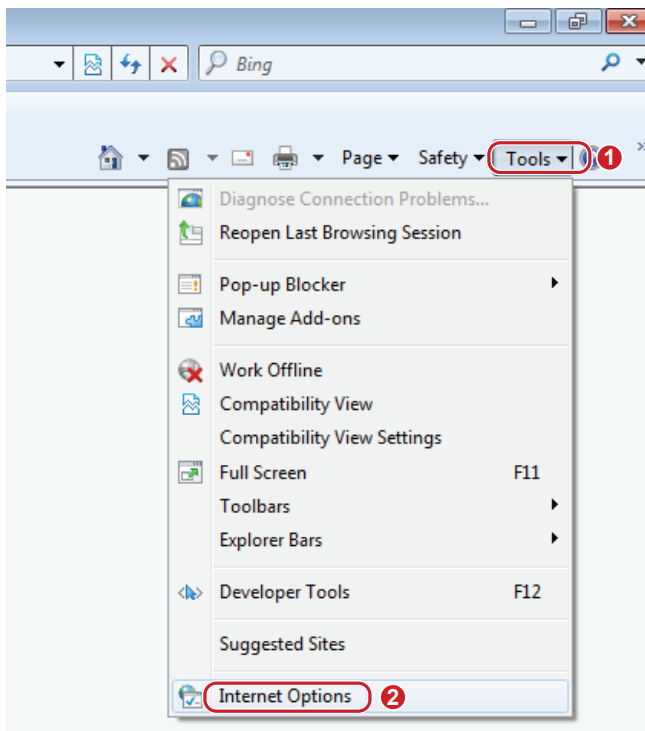 Bing
Page Safety Tools 1 »
Diagnose Connection Problems...
Reopen Last Browsing Session
Pop-up Blocker
Manage Add-ons
Work Offline
Compatibility View
Compatibility View Settings
Full Screen F11
Toolbars
Explorer Bars
Developer Tools F12
Suggested Sites
Internet Options 2